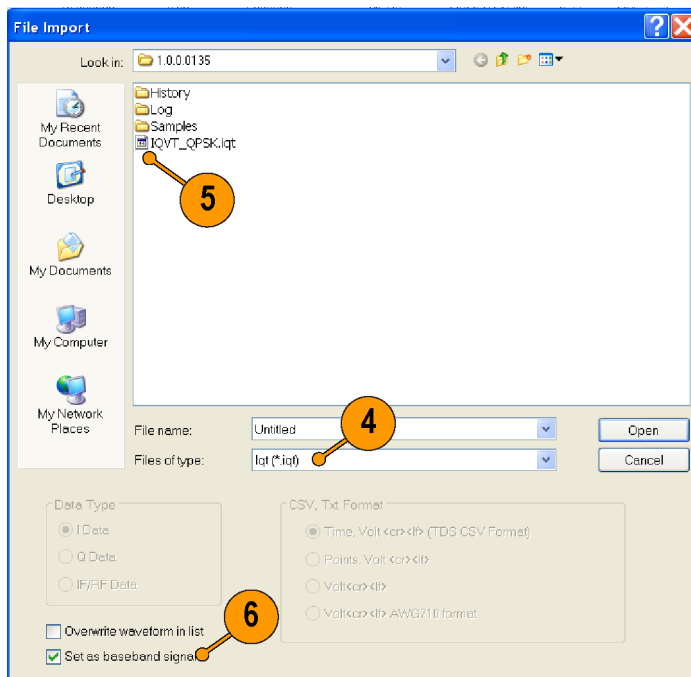 File Import
Look in: 1.0.0.0135
My Recent Documents
Desktop
My Documents
My Computer
My Network Places
History
Log
Samples
IQVT_QPSK.iqt
5
4
File name: Untitled Open
Files of type: Iqt (*.iqt) Cancel
Data Type
I Data
Q Data
IF/RF Data
CSV, Txt Format
Time, Volt <cr><lf> (TDS CSV Format)
Points, Volt <cr><lf>
Volt<cr><lf>
Volt<cr><lf> AWG710 format
6
Overwrite waveform in list
Set as baseband signal